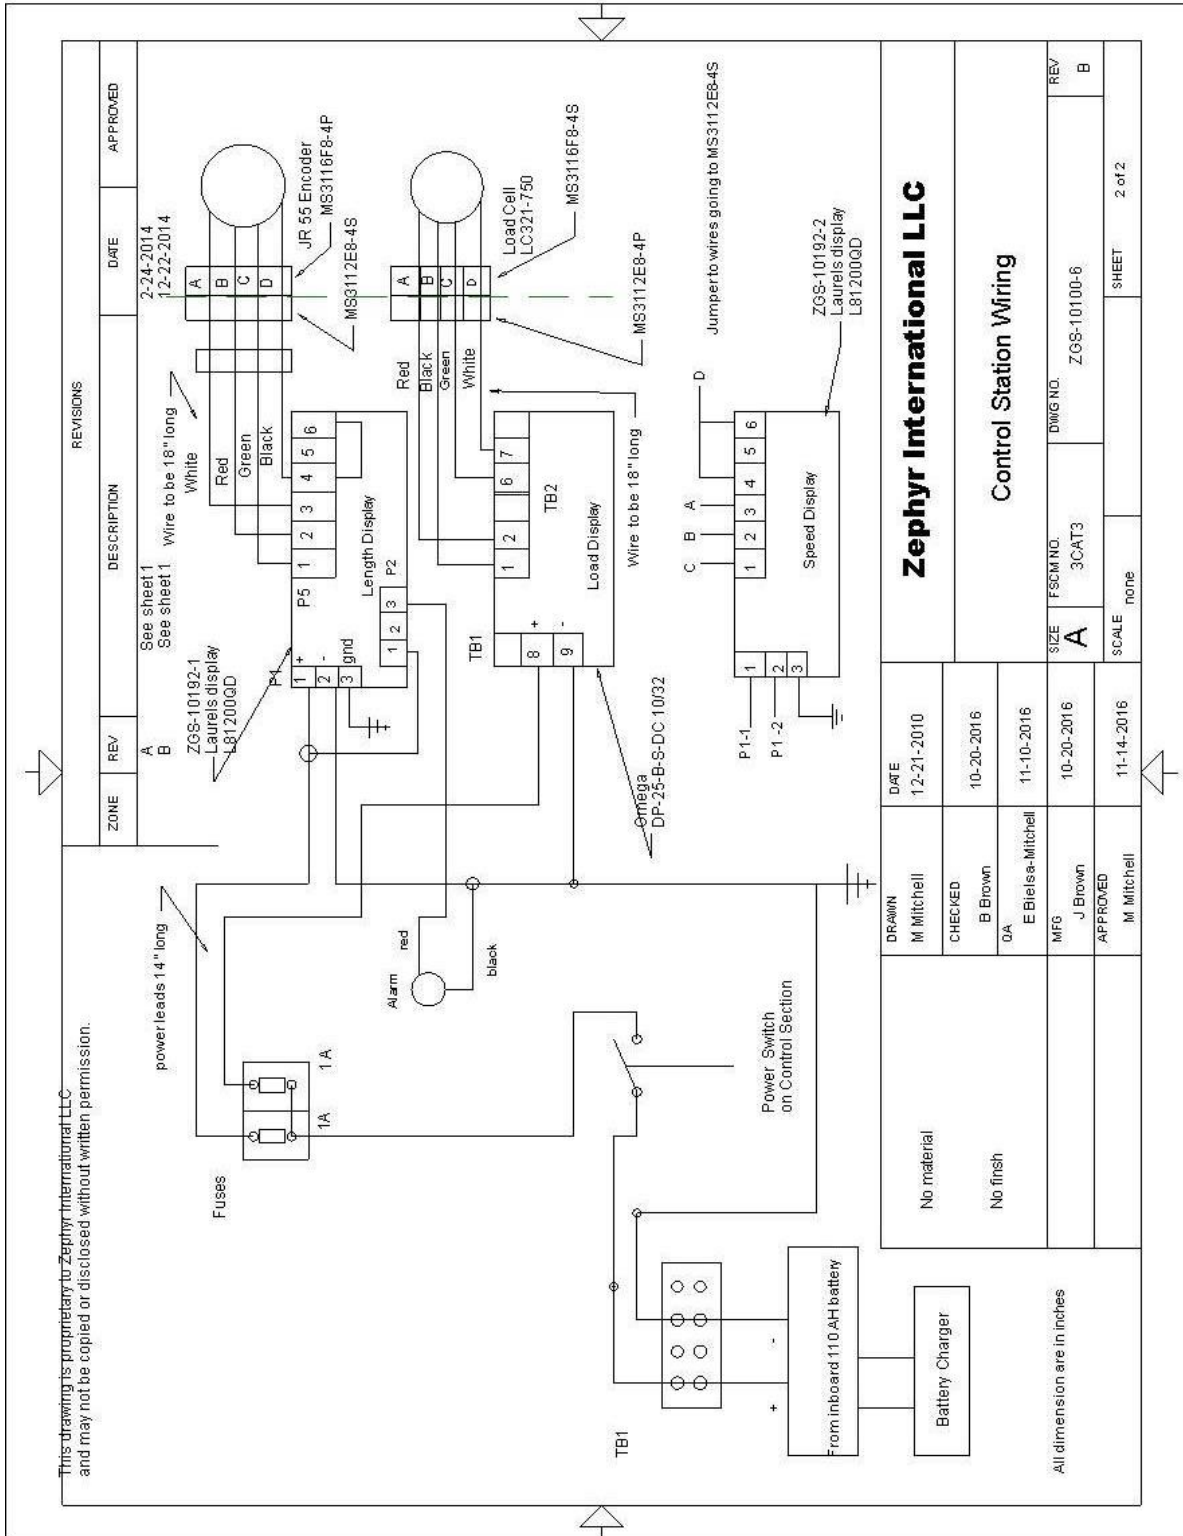 This drawing is proprietary to Zephyr International LLC
and may not be copied or disclosed without written permission.
REVISIONS
ZONE REV DESCRIPTION DATE APPROVED
A See sheet 1 2-24-2014
B See sheet 1 12-22-2014
power leads 14" long
ZGS-10192-1
Laurels display
L81200QD
Wire to be 18" long
White
Red
Green
Black
A
B
C
D
JR 55 Encoder
MS3116F8-4P
MS3112E8-4S
P1
1 +
2 -
3 gnd
P5
1 2 3 4 5 6
Length Display
1 2 3 P2
Fuses
1A
1 A
Alarm
red
black
Red
Black
Green
White
A
B
C
D
Load Cell
LC321-750
MS3116F8-4S
MS3112E8-4P
TB1
8 +
9 -
1 2 6 7
TB2
Load Display
Wire to be 18" long
Omega
DP-25-B-S-DC 10/32
Power Switch
on Control Section
C B A D
Jumper to wires going to MS3112E8-4S
1 2 3 4 5 6
Speed Display
P1-1 1
P1-2 2
3
ZGS-10192-2
Laurels display
L81200QD
TB1
+ -
From inboard 110 AH battery
Battery Charger
All dimension are in inches
No material
No finsh
DRAWN DATE
M Mitchell 12-21-2010
CHECKED
B Brown 10-20-2016
QA
E Bielsa-Mitchell 11-10-2016
MFG
J Brown 10-20-2016
APPROVED
M Mitchell 11-14-2016
Zephyr International LLC
Control Station Wiring
SIZE FSCM NO. DWG NO. REV
A 3CAT3 ZGS-10100-6 B
SCALE none SHEET 2 of 2